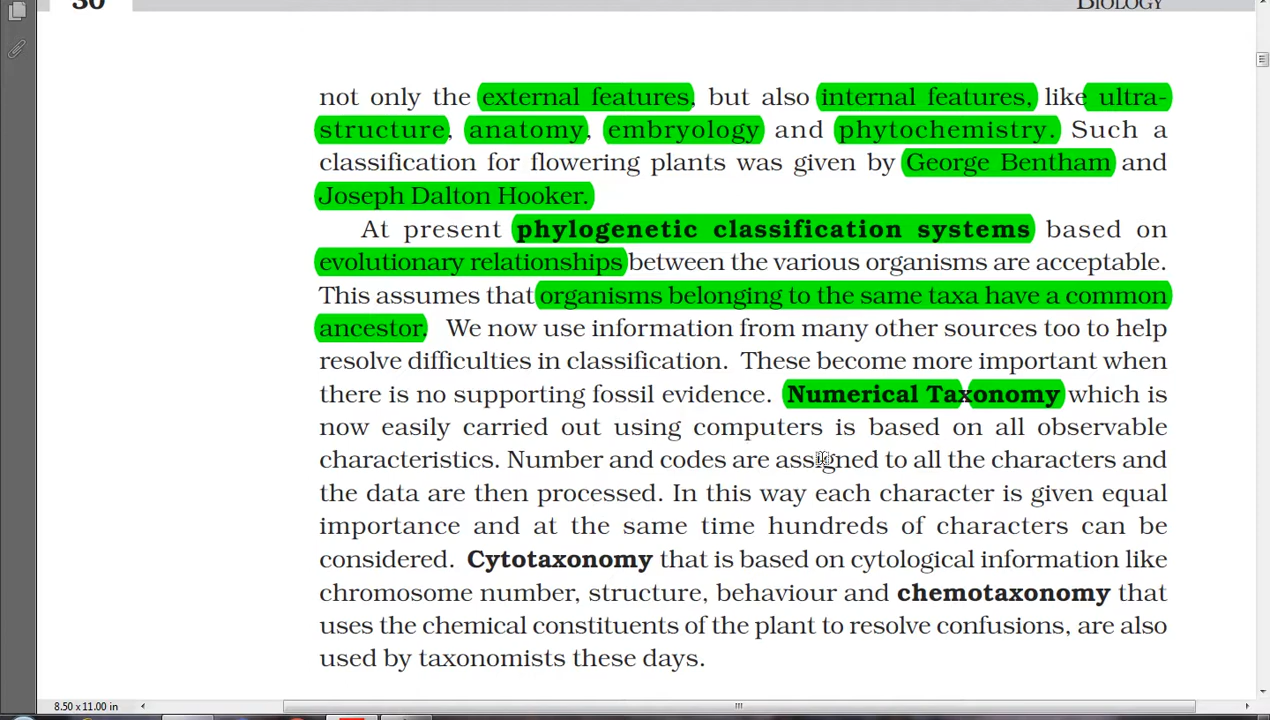 30
BIOLOGY
not only the external features, but also internal features, like ultra-
structure, anatomy, embryology and phytochemistry. Such a
classification for flowering plants was given by George Bentham and
Joseph Dalton Hooker.
At present phylogenetic classification systems based on
evolutionary relationships between the various organisms are acceptable.
This assumes that organisms belonging to the same taxa have a common
ancestor. We now use information from many other sources too to help
resolve difficulties in classification. These become more important when
there is no supporting fossil evidence. Numerical Taxonomy which is
now easily carried out using computers is based on all observable
characteristics. Number and codes are assigned to all the characters and
the data are then processed. In this way each character is given equal
importance and at the same time hundreds of characters can be
considered. Cytotaxonomy that is based on cytological information like
chromosome number, structure, behaviour and chemotaxonomy that
uses the chemical constituents of the plant to resolve confusions, are also
used by taxonomists these days.
8.50 x 11.00 in